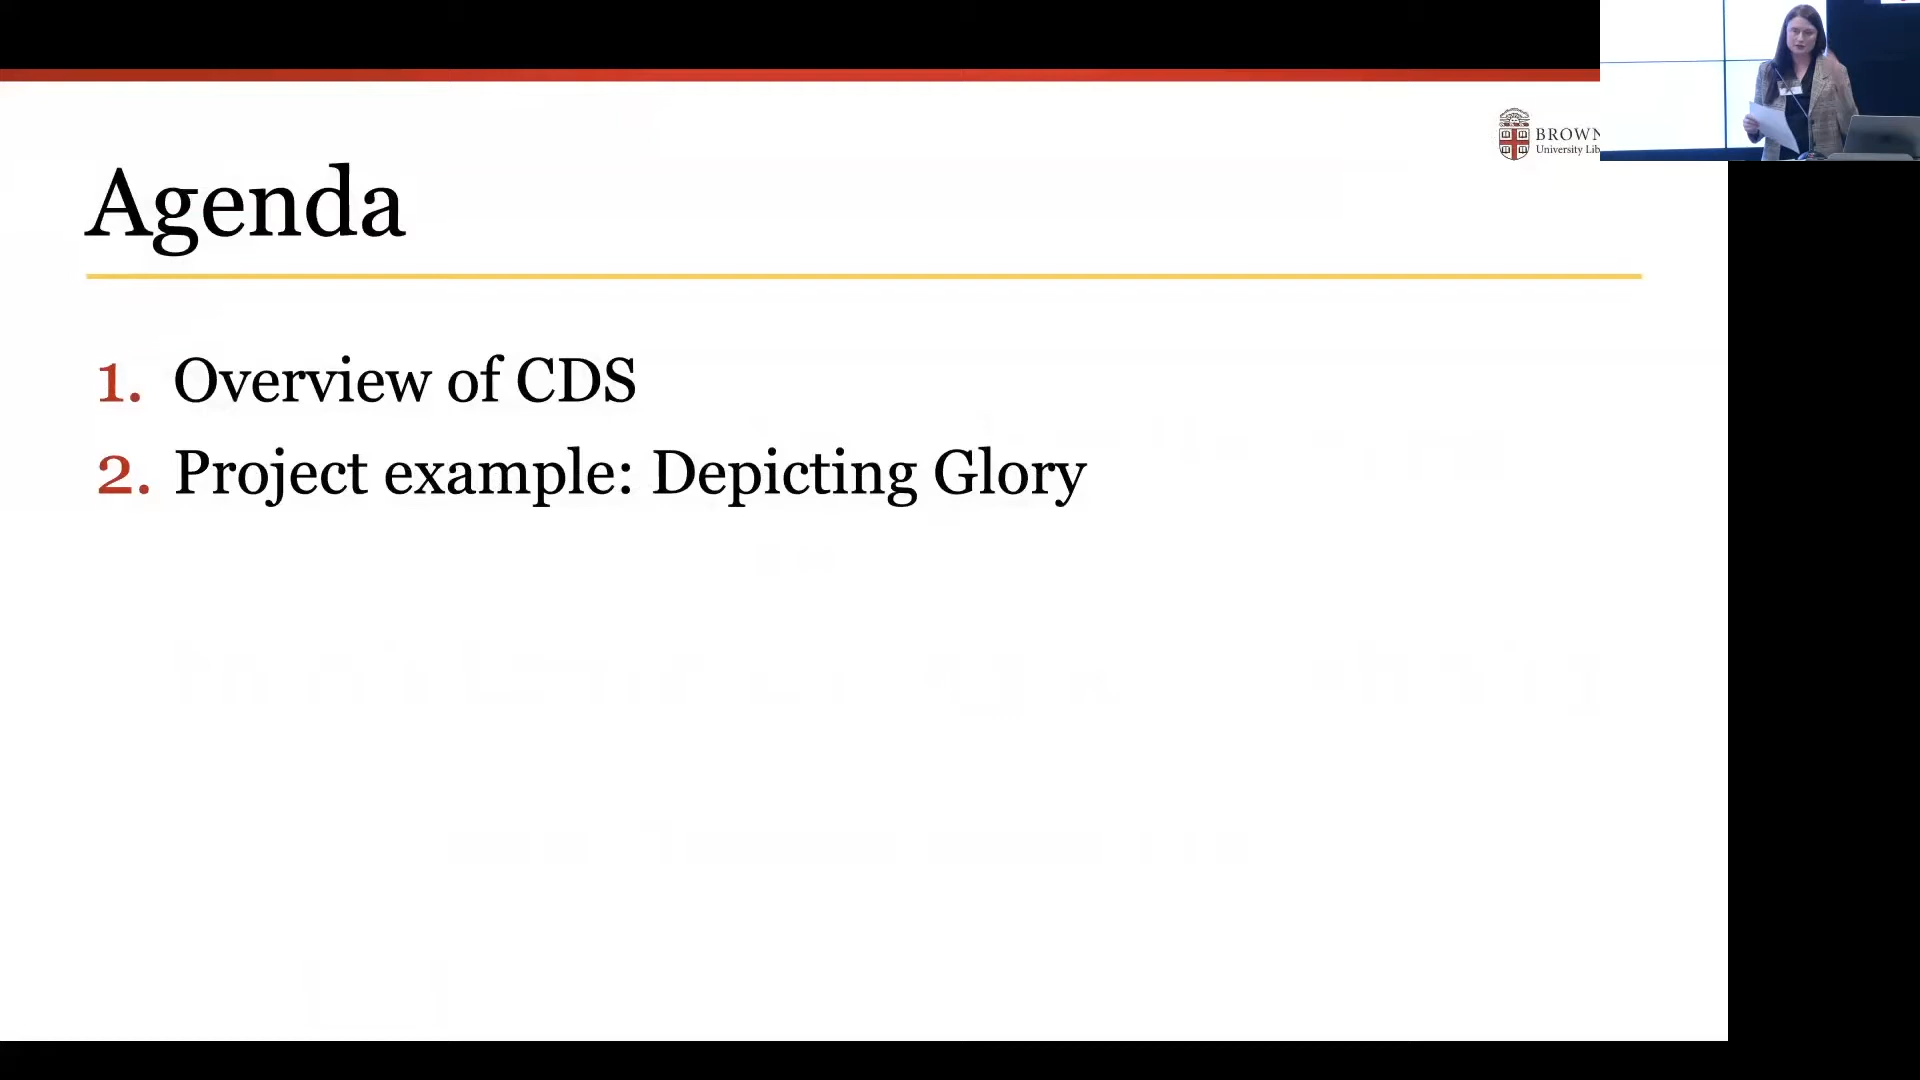 BROWN
University Lib
Agenda
1. Overview of CDS
2. Project example: Depicting Glory